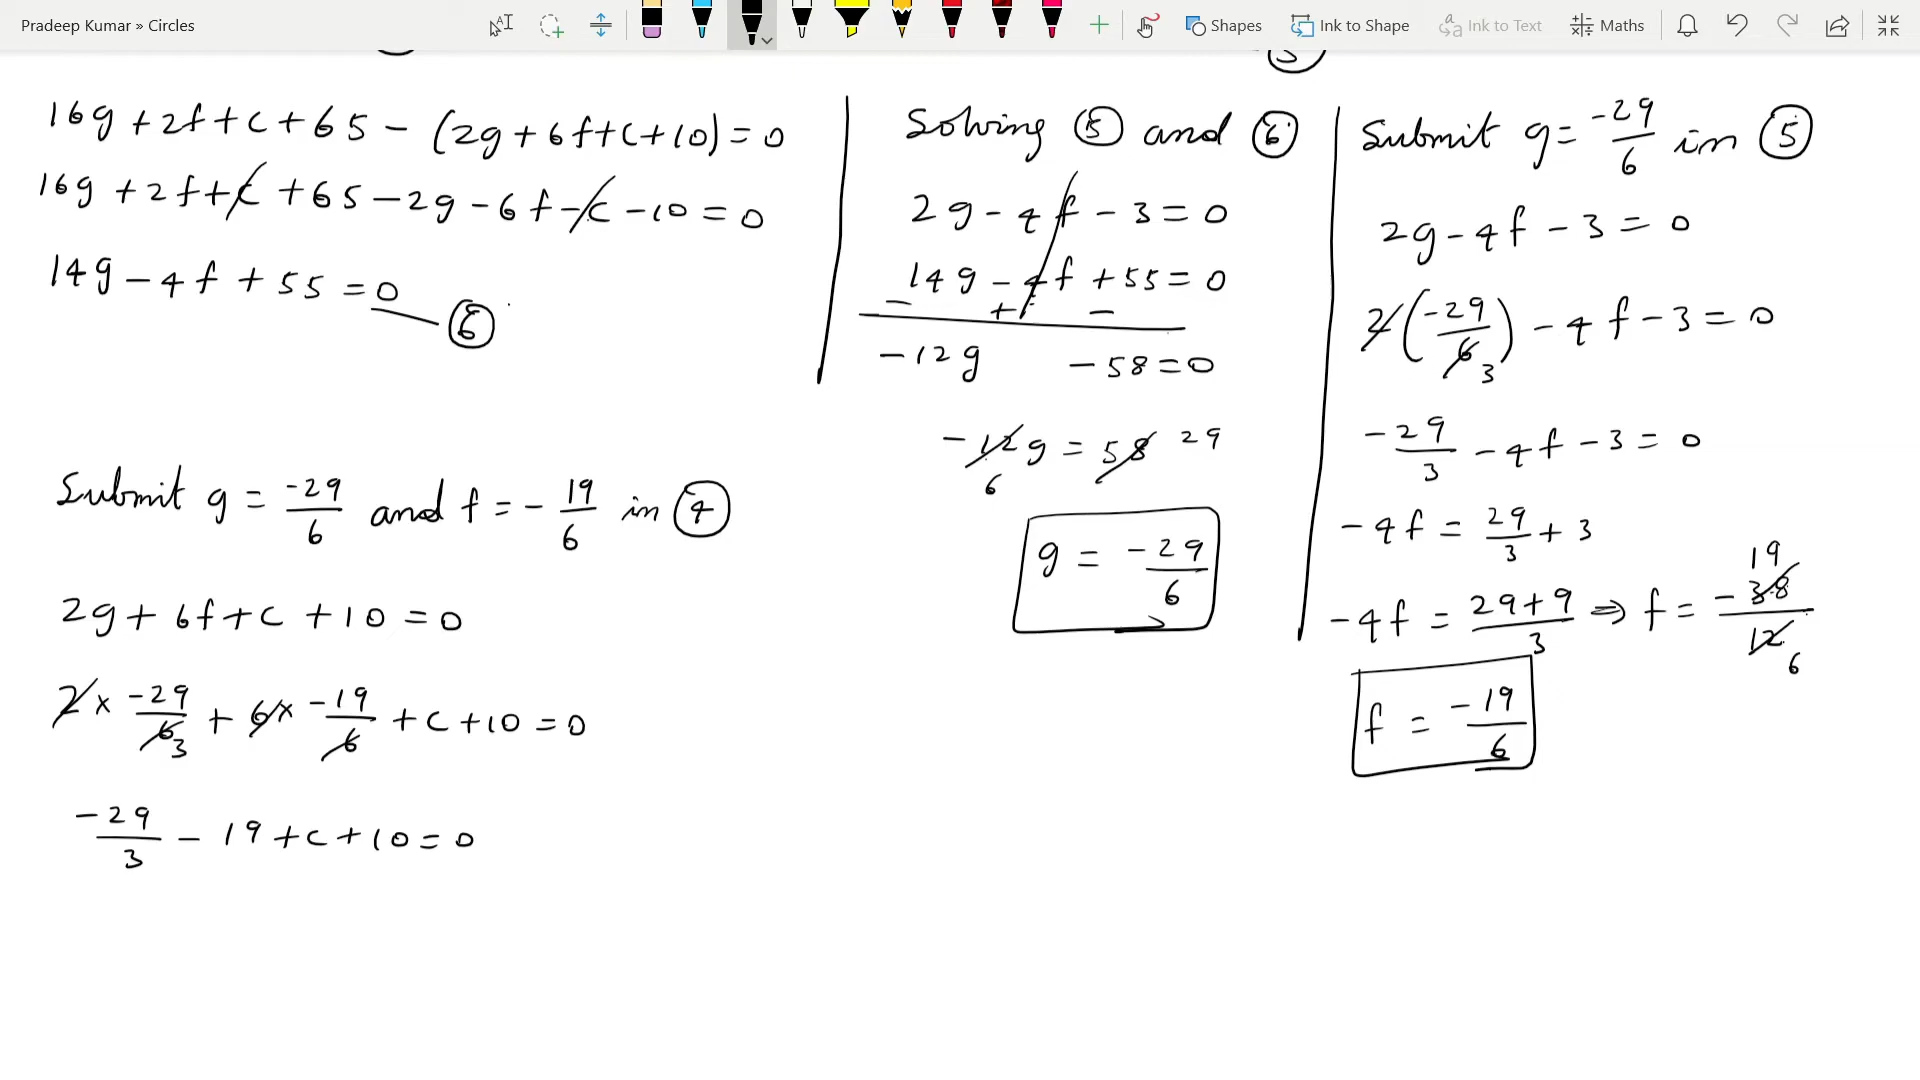 Pradeep Kumar » Circles
Shapes
Ink to Shape
Ink to Text
Maths
16g + 2f + c + 65 - (2g + 6f + c + 10) = 0
16g + 2f + c + 65 - 2g - 6f - c - 10 = 0
14g - 4f + 55 = 0 — (6)
Submit g = -29/6 and f = -19/6 in (4)
2g + 6f + c + 10 = 0
2 × -29/6 3 + 6 × -19/6 + c + 10 = 0
-29/3 - 19 + c + 10 = 0
Solving (5) and (6)
2g - 4f - 3 = 0
14g - 4f + 55 = 0
- + -
-12g - 58 = 0
-12g = 58 29
6
g = -29/6
Submit g = -29/6 in (5)
2g - 4f - 3 = 0
2(-29/6 3) - 4f - 3 = 0
-29/3 - 4f - 3 = 0
-4f = 29/3 + 3
19
-4f = 29+9/3 ⇒ f = -38/12
6
f = -19/6